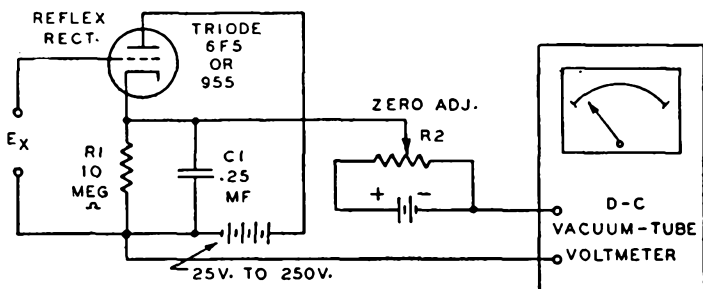 REFLEX
RECT.
TRIODE
6F5
OR
955
ZERO ADJ.
R2
EX
R1
10
MEG
Ω
C1
.25
MF
+ -
D-C
VACUUM-TUBE
VOLTMETER
25V. TO 250V.